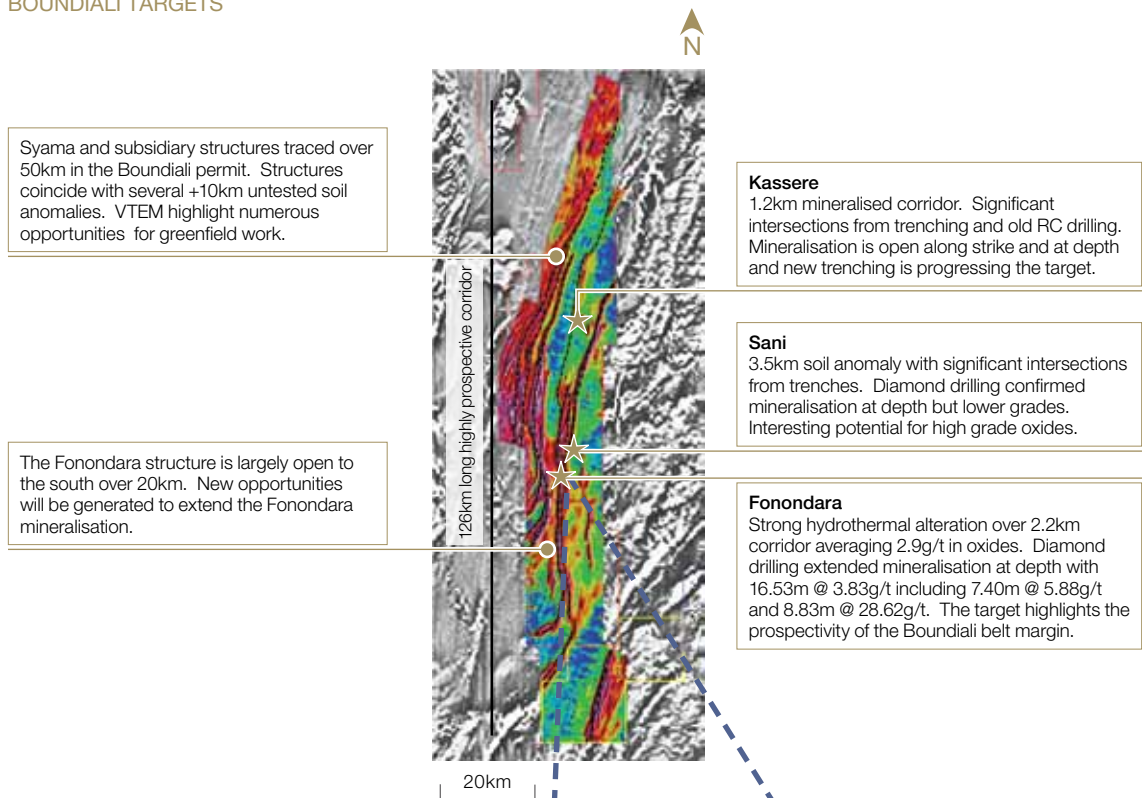 BOUNDIALI TARGETS
N
Syama and subsidiary structures traced over
50km in the Boundiali permit. Structures
coincide with several +10km untested soil
anomalies. VTEM highlight numerous
opportunities for greenfield work.
The Fonondara structure is largely open to
the south over 20km. New opportunities
will be generated to extend the Fonondara
mineralisation.
126km long highly prospective corridor
Kassere
1.2km mineralised corridor. Significant
intersections from trenching and old RC drilling.
Mineralisation is open along strike and at depth
and new trenching is progressing the target.
Sani
3.5km soil anomaly with significant intersections
from trenches. Diamond drilling confirmed
mineralisation at depth but lower grades.
Interesting potential for high grade oxides.
Fonondara
Strong hydrothermal alteration over 2.2km
corridor averaging 2.9g/t in oxides. Diamond
drilling extended mineralisation at depth with
16.53m @ 3.83g/t including 7.40m @ 5.88g/t
and 8.83m @ 28.62g/t. The target highlights the
prospectivity of the Boundiali belt margin.
20km